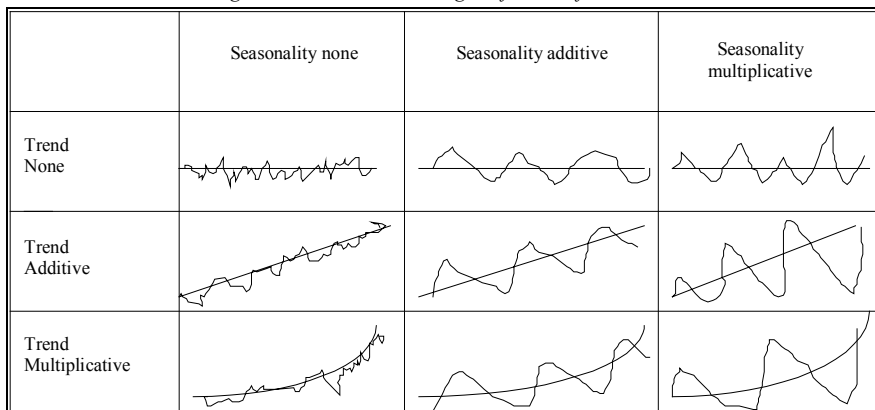 Seasonality none
Seasonality additive
Seasonality
multiplicative
Trend
None
Trend
Additive
Trend
Multiplicative